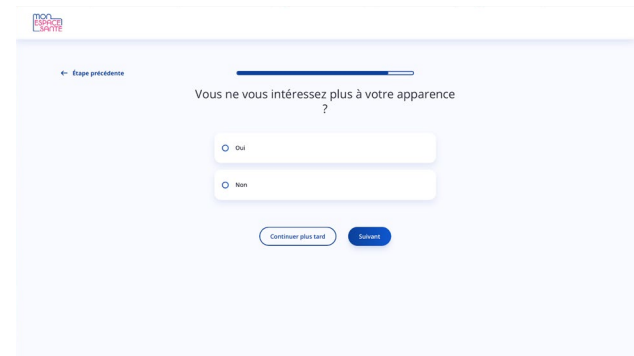 mon
ESPACE
SANTÉ
← Étape précédente
Vous ne vous intéressez plus à votre apparence
?
Oui
Non
Continuer plus tard
Suivant